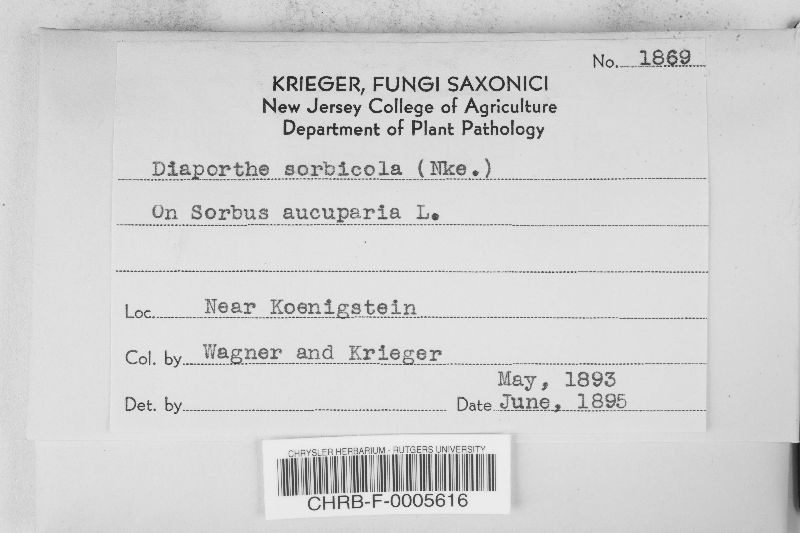 No. 1869
KRIEGER, FUNGI SAXONICI
New Jersey College of Agriculture
Department of Plant Pathology
Diaporthe sorbicola (Nke.)
On Sorbus aucuparia L.
Loc. Near Koenigstein
Col. by Wagner and Krieger
May, 1893
Det. by Date June, 1895
CHRYSLER HERBARIUM - RUTGERS UNIVERSITY
CHRB-F-0005616